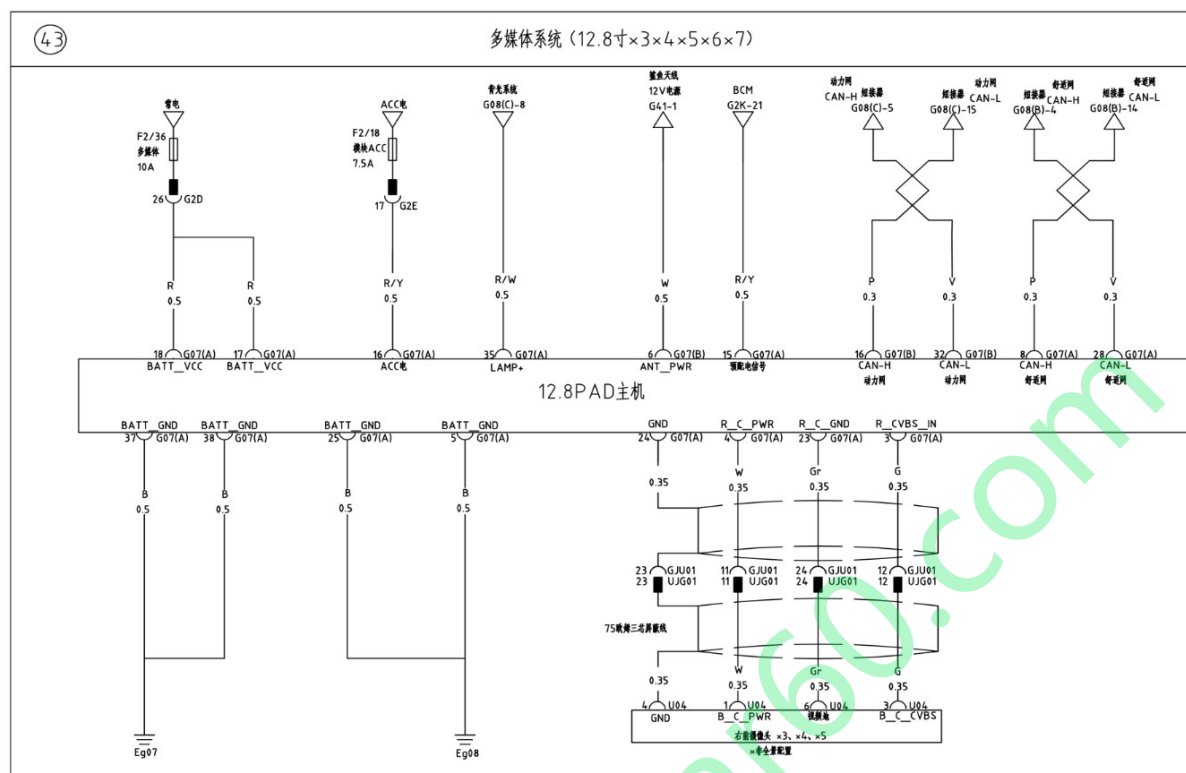 43
多媒体系统（12.8寸×3×4×5×6×7）
常电
ACC电
背光系统
G08(C)-8
鲨鱼天线
12V电源
G41-1
BCM
G2K-21
动力网
CAN-H
短接器
G08(C)-5
动力网
CAN-L
短接器
G08(C)-15
舒适网
CAN-H
短接器
G08(B)-4
舒适网
CAN-L
短接器
G08(B)-14
F2/36
多媒体
10A
F2/18
模块ACC
7.5A
26 G2D
17 G2E
R
0.5
R
0.5
R/Y
0.5
R/W
0.5
W
0.5
R/Y
0.5
P
0.3
V
0.3
P
0.3
V
0.3
18 G07(A)
17 G07(A)
16 G07(A)
35 G07(A)
6 G07(B)
15 G07(A)
16 G07(B)
32 G07(B)
8 G07(A)
28 G07(A)
BATT_VCC
BATT_VCC
ACC电
LAMP+
ANT_PWR
预配电信号
CAN-H
动力网
CAN-L
动力网
CAN-H
舒适网
CAN-L
舒适网
12.8PAD主机
BATT_GND
BATT_GND
BATT_GND
BATT_GND
GND
R_C_PWR
R_C_GND
R_CVBS_IN
37 G07(A)
38 G07(A)
25 G07(A)
5 G07(A)
24 G07(A)
4 G07(A)
23 G07(A)
3 G07(A)
B
0.5
B
0.5
B
0.5
B
0.5
0.35
W
0.35
Gr
0.35
G
0.35
23
11 GJU01
24 GJU01
12 GJU01
23
11 UJG01
24 UJG01
12 UJG01
75欧姆三芯屏蔽线
0.35
W
0.35
Gr
0.35
G
0.35
4 U04
1 U04
6 U04
3 U04
GND
B_C_PWR
视频地
B_C_CVBS
右前摄像头 ×3、×4、×5
×非全景配置
Eg07
Eg08
ar60.com